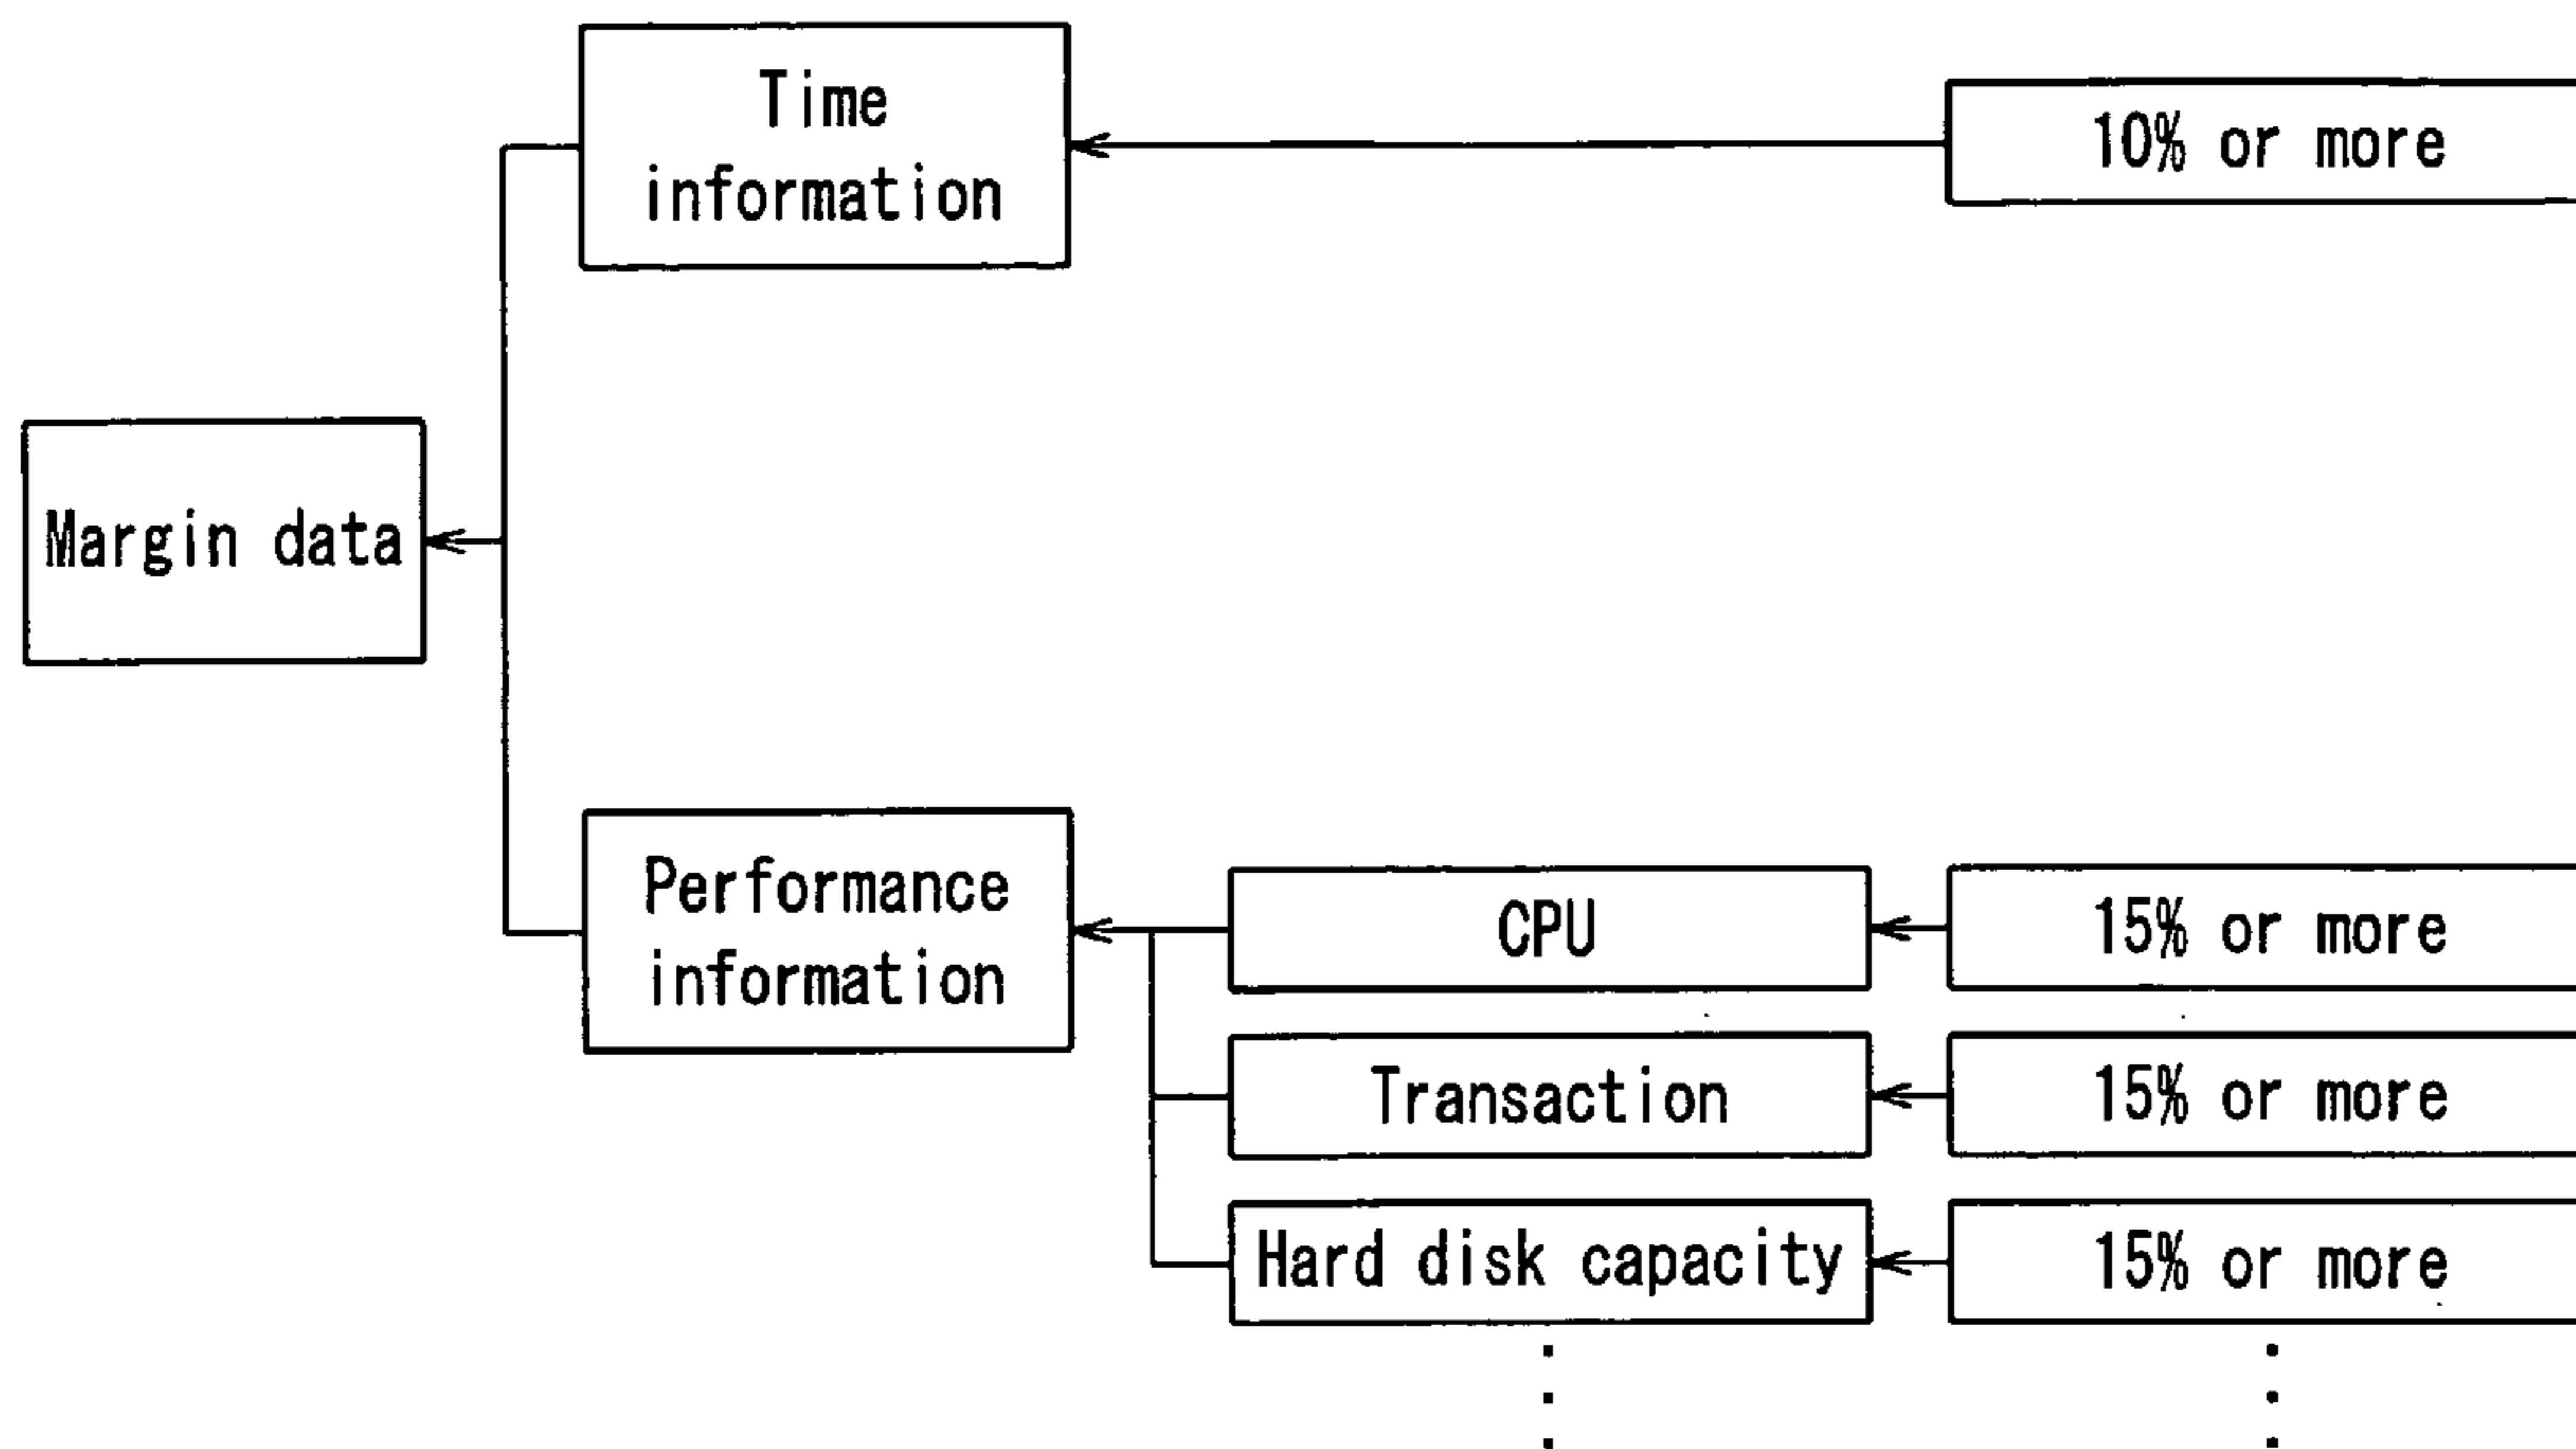 Time
information
10% or more
Margin data
Performance
information
CPU
15% or more
Transaction
15% or more
Hard disk capacity
15% or more